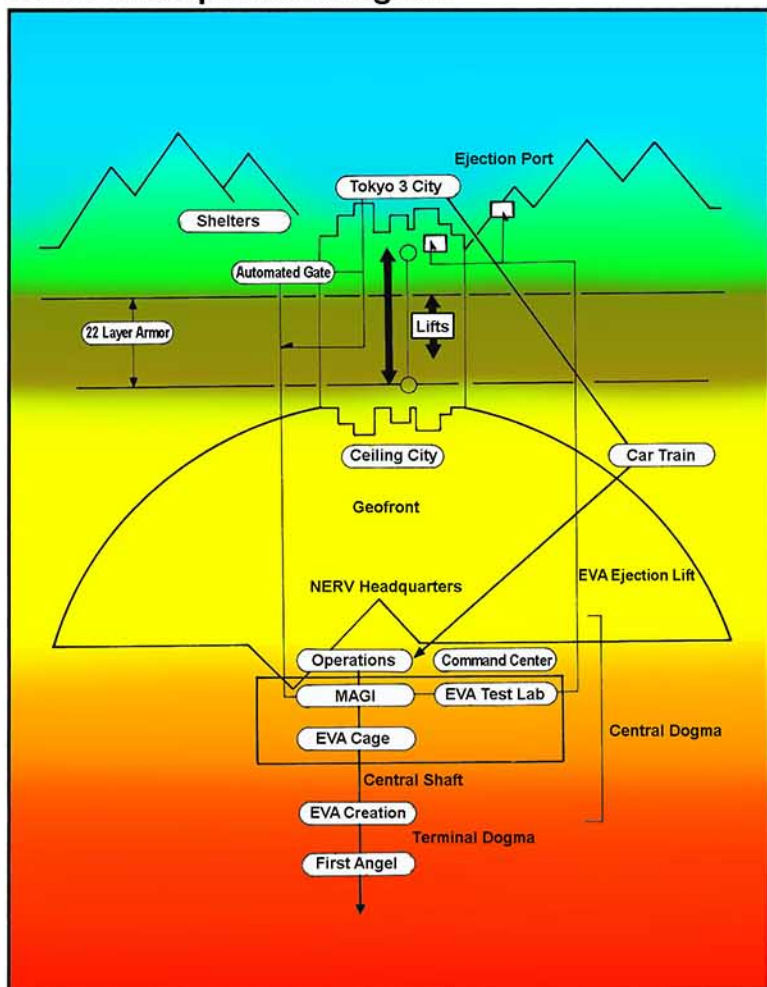 Ejection Port
Tokyo 3 City
Shelters
Automated Gate
22 Layer Armor
Lifts
Ceiling City
Car Train
Geofront
EVA Ejection Lift
NERV Headquarters
Operations
Command Center
MAGI
EVA Test Lab
Central Dogma
EVA Cage
Central Shaft
EVA Creation
Terminal Dogma
First Angel